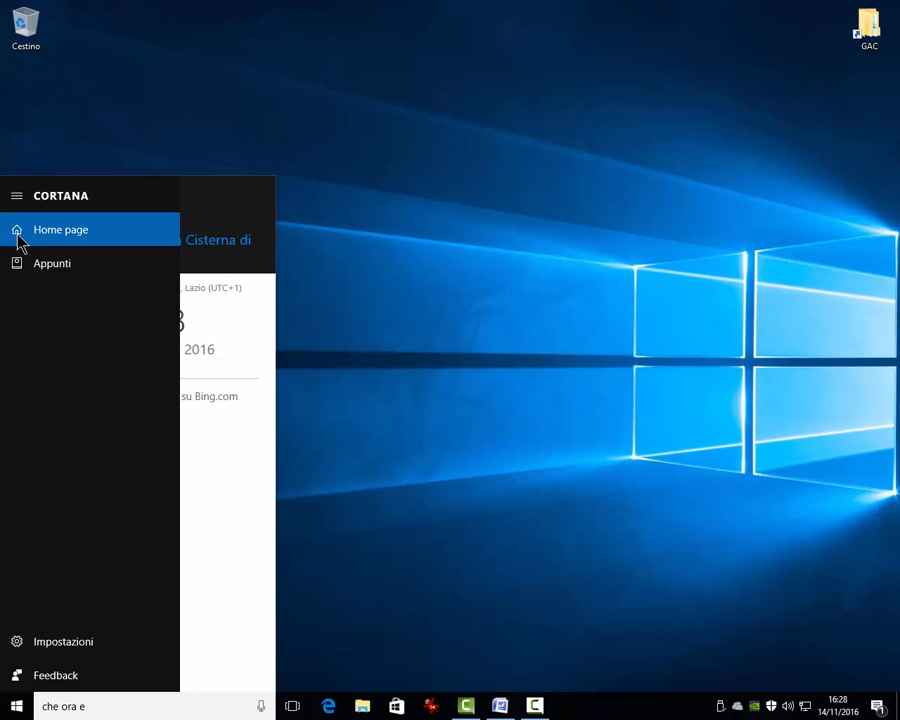 Cestino
GAC
CORTANA
Home page
Cisterna di
Appunti
, Lazio (UTC+1)
2016
su Bing.com
Impostazioni
Feedback
che ora e
16:28
14/11/2016
1